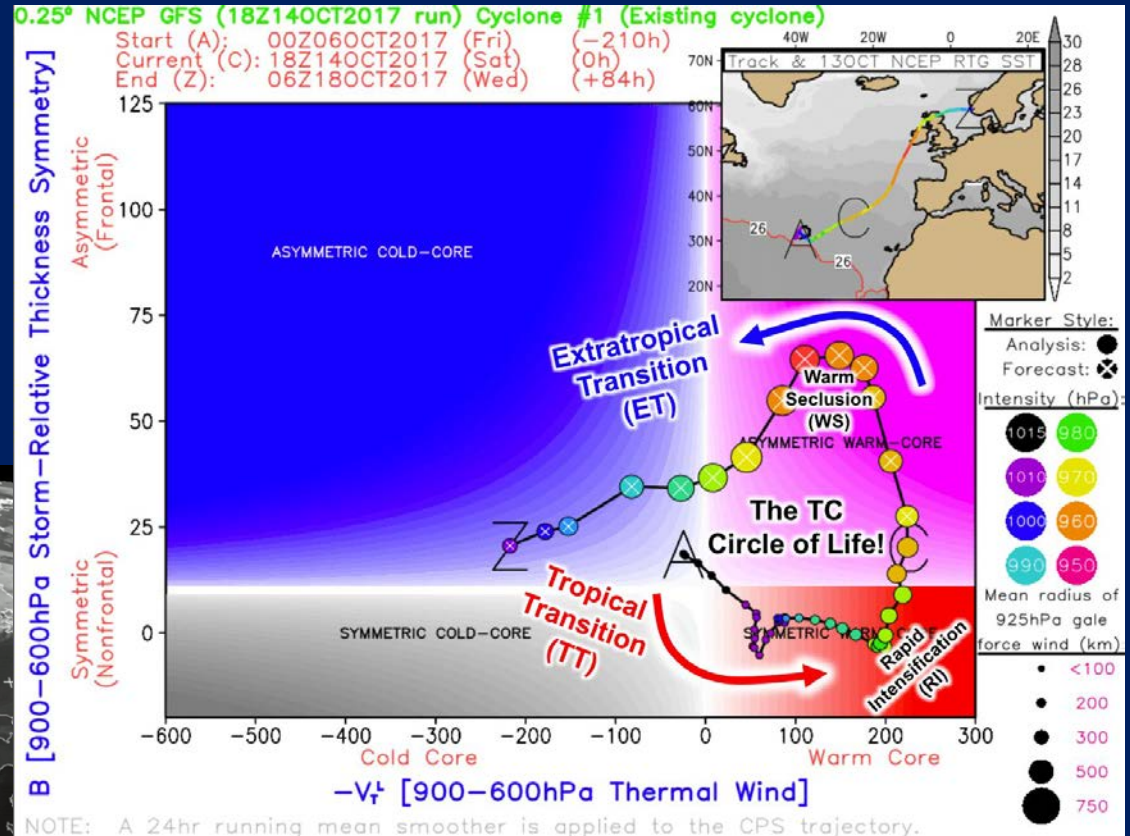 0.25° NCEP GFS (18Z14OCT2017 run) Cyclone #1 (Existing cyclone)
Start (A): 00Z06OCT2017 (Fri) (−210h)
Current (C): 18Z14OCT2017 (Sat) (0h)
End (Z): 06Z18OCT2017 (Wed) (+84h)
40W 20W 0 20E
Track & 13OCT NCEP RTG SST
70N
60N
50N
40N
30N
20N
A
C
Z
26
26
26
30
28
26
23
20
17
14
11
8
5
2
B [900−600hPa Storm−Relative Thickness Symmetry]
Asymmetric
(Frontal)
Symmetric
(Nonfrontal)
125
100
75
50
25
0
ASYMMETRIC COLD−CORE
Extratropical
Transition
(ET)
Warm
Seclusion
(WS)
ASYMMETRIC WARM−CORE
The TC
Circle of Life!
Z
A
C
Tropical
Transition
(TT)
SYMMETRIC COLD−CORE
SYMMETRIC WARM−CORE
Rapid
Intensification
(RI)
−600 −500 −400 −300 −200 −100 0 100 200 300
Cold Core Warm Core
−V_T^L [900−600hPa Thermal Wind]
NOTE: A 24hr running mean smoother is applied to the CPS trajectory.
Marker Style:
Analysis:
Forecast:
Intensity (hPa):
1015 980
1010 970
1000 960
990 950
Mean radius of
925hPa gale
force wind (km)
<100
200
300
500
750